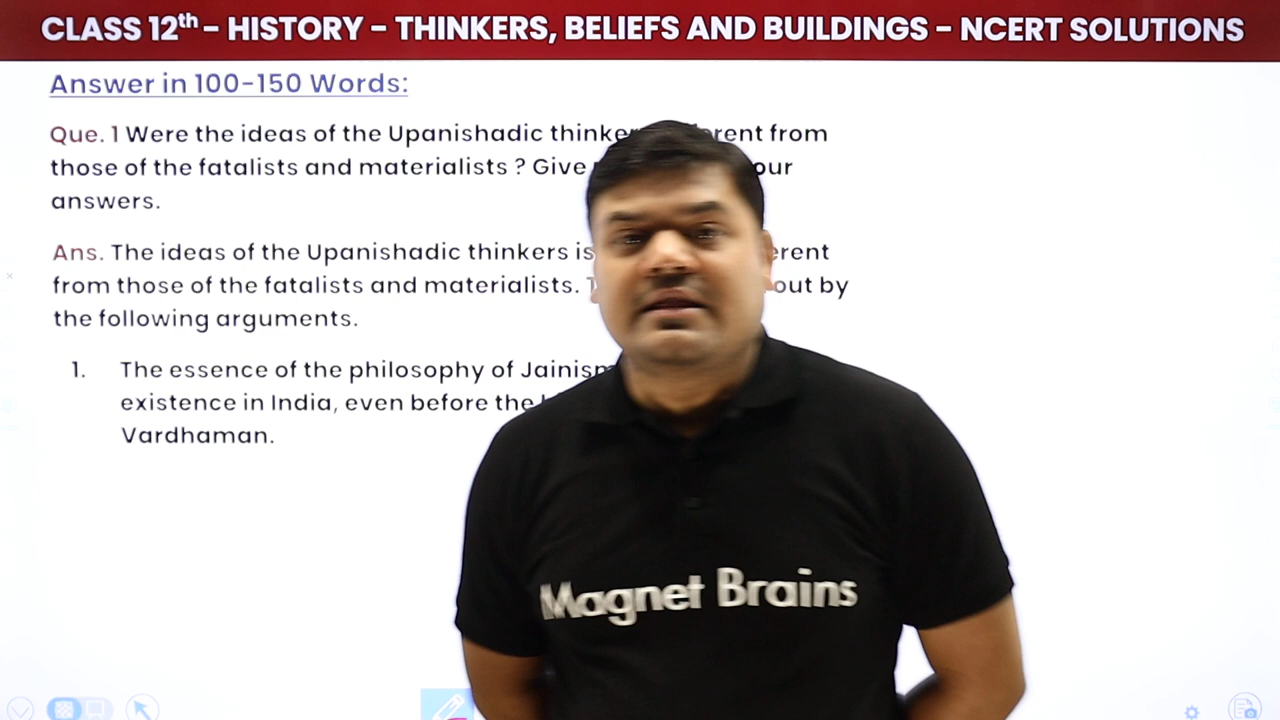 CLASS 12th - HISTORY - THINKERS, BELIEFS AND BUILDINGS - NCERT SOLUTIONS
Answer in 100-150 Words:
Que. 1 Were the ideas of the Upanishadic from
those of the fatalists and materialists ? Give
answers.
Ans. The ideas of the Upanishadic thinkers is
from those of the fatalists and materialists. out by
the following arguments.
1. The essence of the philosophy of
existence in India, even before the
Vardhaman.
Magnet Brains